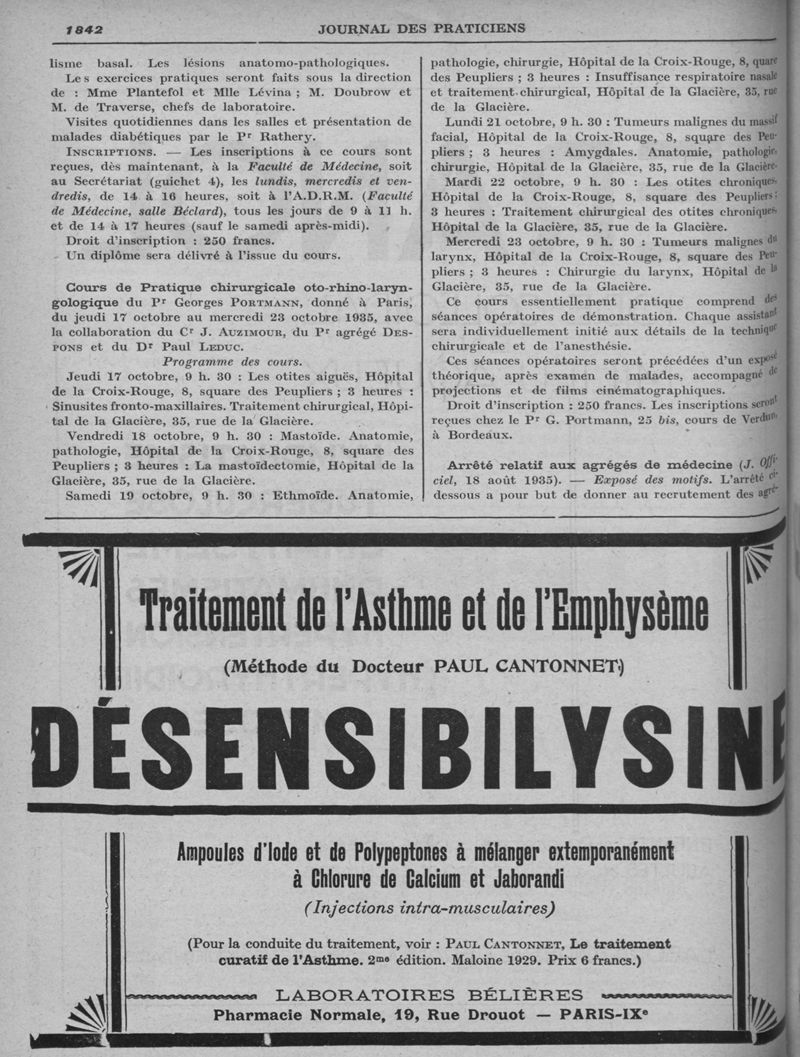 1842
JOURNAL DES PRATICIENS
lisme basal. Les lésions anatomo-pathologiques.
Les exercices pratiques seront faits sous la direction
de : Mme Plantefol et Mlle Lévina ; M. Doubrow et
M. de Traverse, chefs de laboratoire.
Visites quotidiennes dans les salles et présentation de
malades diabétiques par le Pr Rathery.
INSCRIPTIONS. — Les inscriptions à ce cours sont
reçues, dès maintenant, à la Faculté de Médecine, soit
au Secrétariat (guichet 4), les lundis, mercredis et ven-
dredis, de 14 à 16 heures, soit à l'A.D.R.M. (Faculté
de Médecine, salle Béclard), tous les jours de 9 à 11 h.
et de 14 à 17 heures (sauf le samedi après-midi).
Droit d'inscription : 250 francs.
Un diplôme sera délivré à l'issue du cours.
Cours de Pratique chirurgicale oto-rhino-laryn-
gologique du Pr Georges PORTMANN, donné à Paris,
du jeudi 17 octobre au mercredi 23 octobre 1935, avec
la collaboration du Cr J. AUZIMOUR, du Pr agrégé DES-
PONS et du Dr Paul LEDUC.
Programme des cours.
Jeudi 17 octobre, 9 h. 30 : Les otites aiguës, Hôpital
de la Croix-Rouge, 8, square des Peupliers ; 3 heures :
Sinusites fronto-maxillaires. Traitement chirurgical, Hôpi-
tal de la Glacière, 35, rue de la Glacière.
Vendredi 18 octobre, 9 h. 30 : Mastoïde. Anatomie,
pathologie, Hôpital de la Croix-Rouge, 8, square des
Peupliers ; 3 heures : La mastoïdectomie, Hôpital de la
Glacière, 35, rue de la Glacière.
Samedi 19 octobre, 9 h. 30 : Ethmoïde. Anatomie,
pathologie, chirurgie, Hôpital de la Croix-Rouge, 8, quare
des Peupliers ; 3 heures : Insuffisance respiratoire nasale
et traitement chirurgical, Hôpital de la Glacière, 35, rue
de la Glacière.
Lundi 21 octobre, 9 h. 30 : Tumeurs malignes du massif
facial, Hôpital de la Croix-Rouge, 8, square des Peu-
pliers ; 3 heures : Amygdales. Anatomie, pathologie,
chirurgie, Hôpital de la Glacière, 35, rue de la Glacière.
Mardi 22 octobre, 9 h. 30 : Les otites chroniques,
Hôpital de la Croix-Rouge, 8, square des Peupliers ;
3 heures : Traitement chirurgical des otites chroniques,
Hôpital de la Glacière, 35, rue de la Glacière.
Mercredi 23 octobre, 9 h. 30 : Tumeurs malignes du
larynx, Hôpital de la Croix-Rouge, 8, square des Peu-
pliers ; 3 heures : Chirurgie du larynx, Hôpital de la
Glacière, 35, rue de la Glacière.
Ce cours essentiellement pratique comprend des
séances opératoires de démonstration. Chaque assistant
sera individuellement initié aux détails de la technique
chirurgicale et de l'anesthésie.
Ces séances opératoires seront précédées d'un exposé
théorique, après examen de malades, accompagné de
projections et de films cinématographiques.
Droit d'inscription : 250 francs. Les inscriptions seront
reçues chez le Pr G. Portmann, 25 bis, cours de Verdun,
à Bordeaux.
Arrêté relatif aux agrégés de médecine (J. Offi-
ciel, 18 août 1935). — Exposé des motifs. L'arrêté ci-
dessous a pour but de donner au recrutement des agré-
Traitement de l'Asthme et de l'Emphysème
(Méthode du Docteur PAUL CANTONNET)
DÉSENSIBILYSINE
Ampoules d'Iode et de Polypeptones à mélanger extemporanément
à Chlorure de Calcium et Jaborandi
(Injections intra-musculaires)
(Pour la conduite du traitement, voir : PAUL CANTONNET, Le traitement
curatif de l'Asthme. 2me édition. Maloine 1929. Prix 6 francs.)
LABORATOIRES BÉLIÈRES
Pharmacie Normale, 19, Rue Drouot — PARIS-IXe